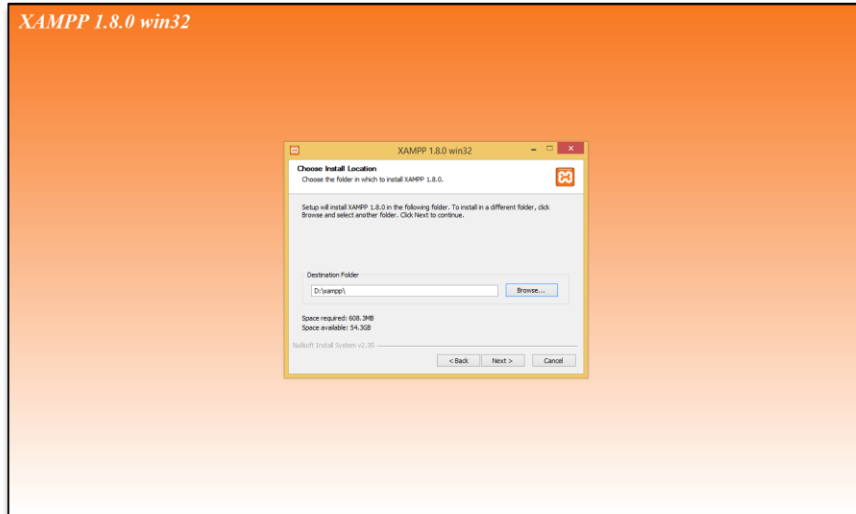 XAMPP 1.8.0 win32
XAMPP 1.8.0 win32
Choose Install Location
Choose the folder in which to install XAMPP 1.8.0.
Setup will install XAMPP 1.8.0 in the following folder. To install in a different folder, click
Browse and select another folder. Click Next to continue.
Destination Folder
D:\xampp\
Browse...
Space required: 608.3MB
Space available: 54.3GB
Nullsoft Install System v2.35
< Back Next > Cancel